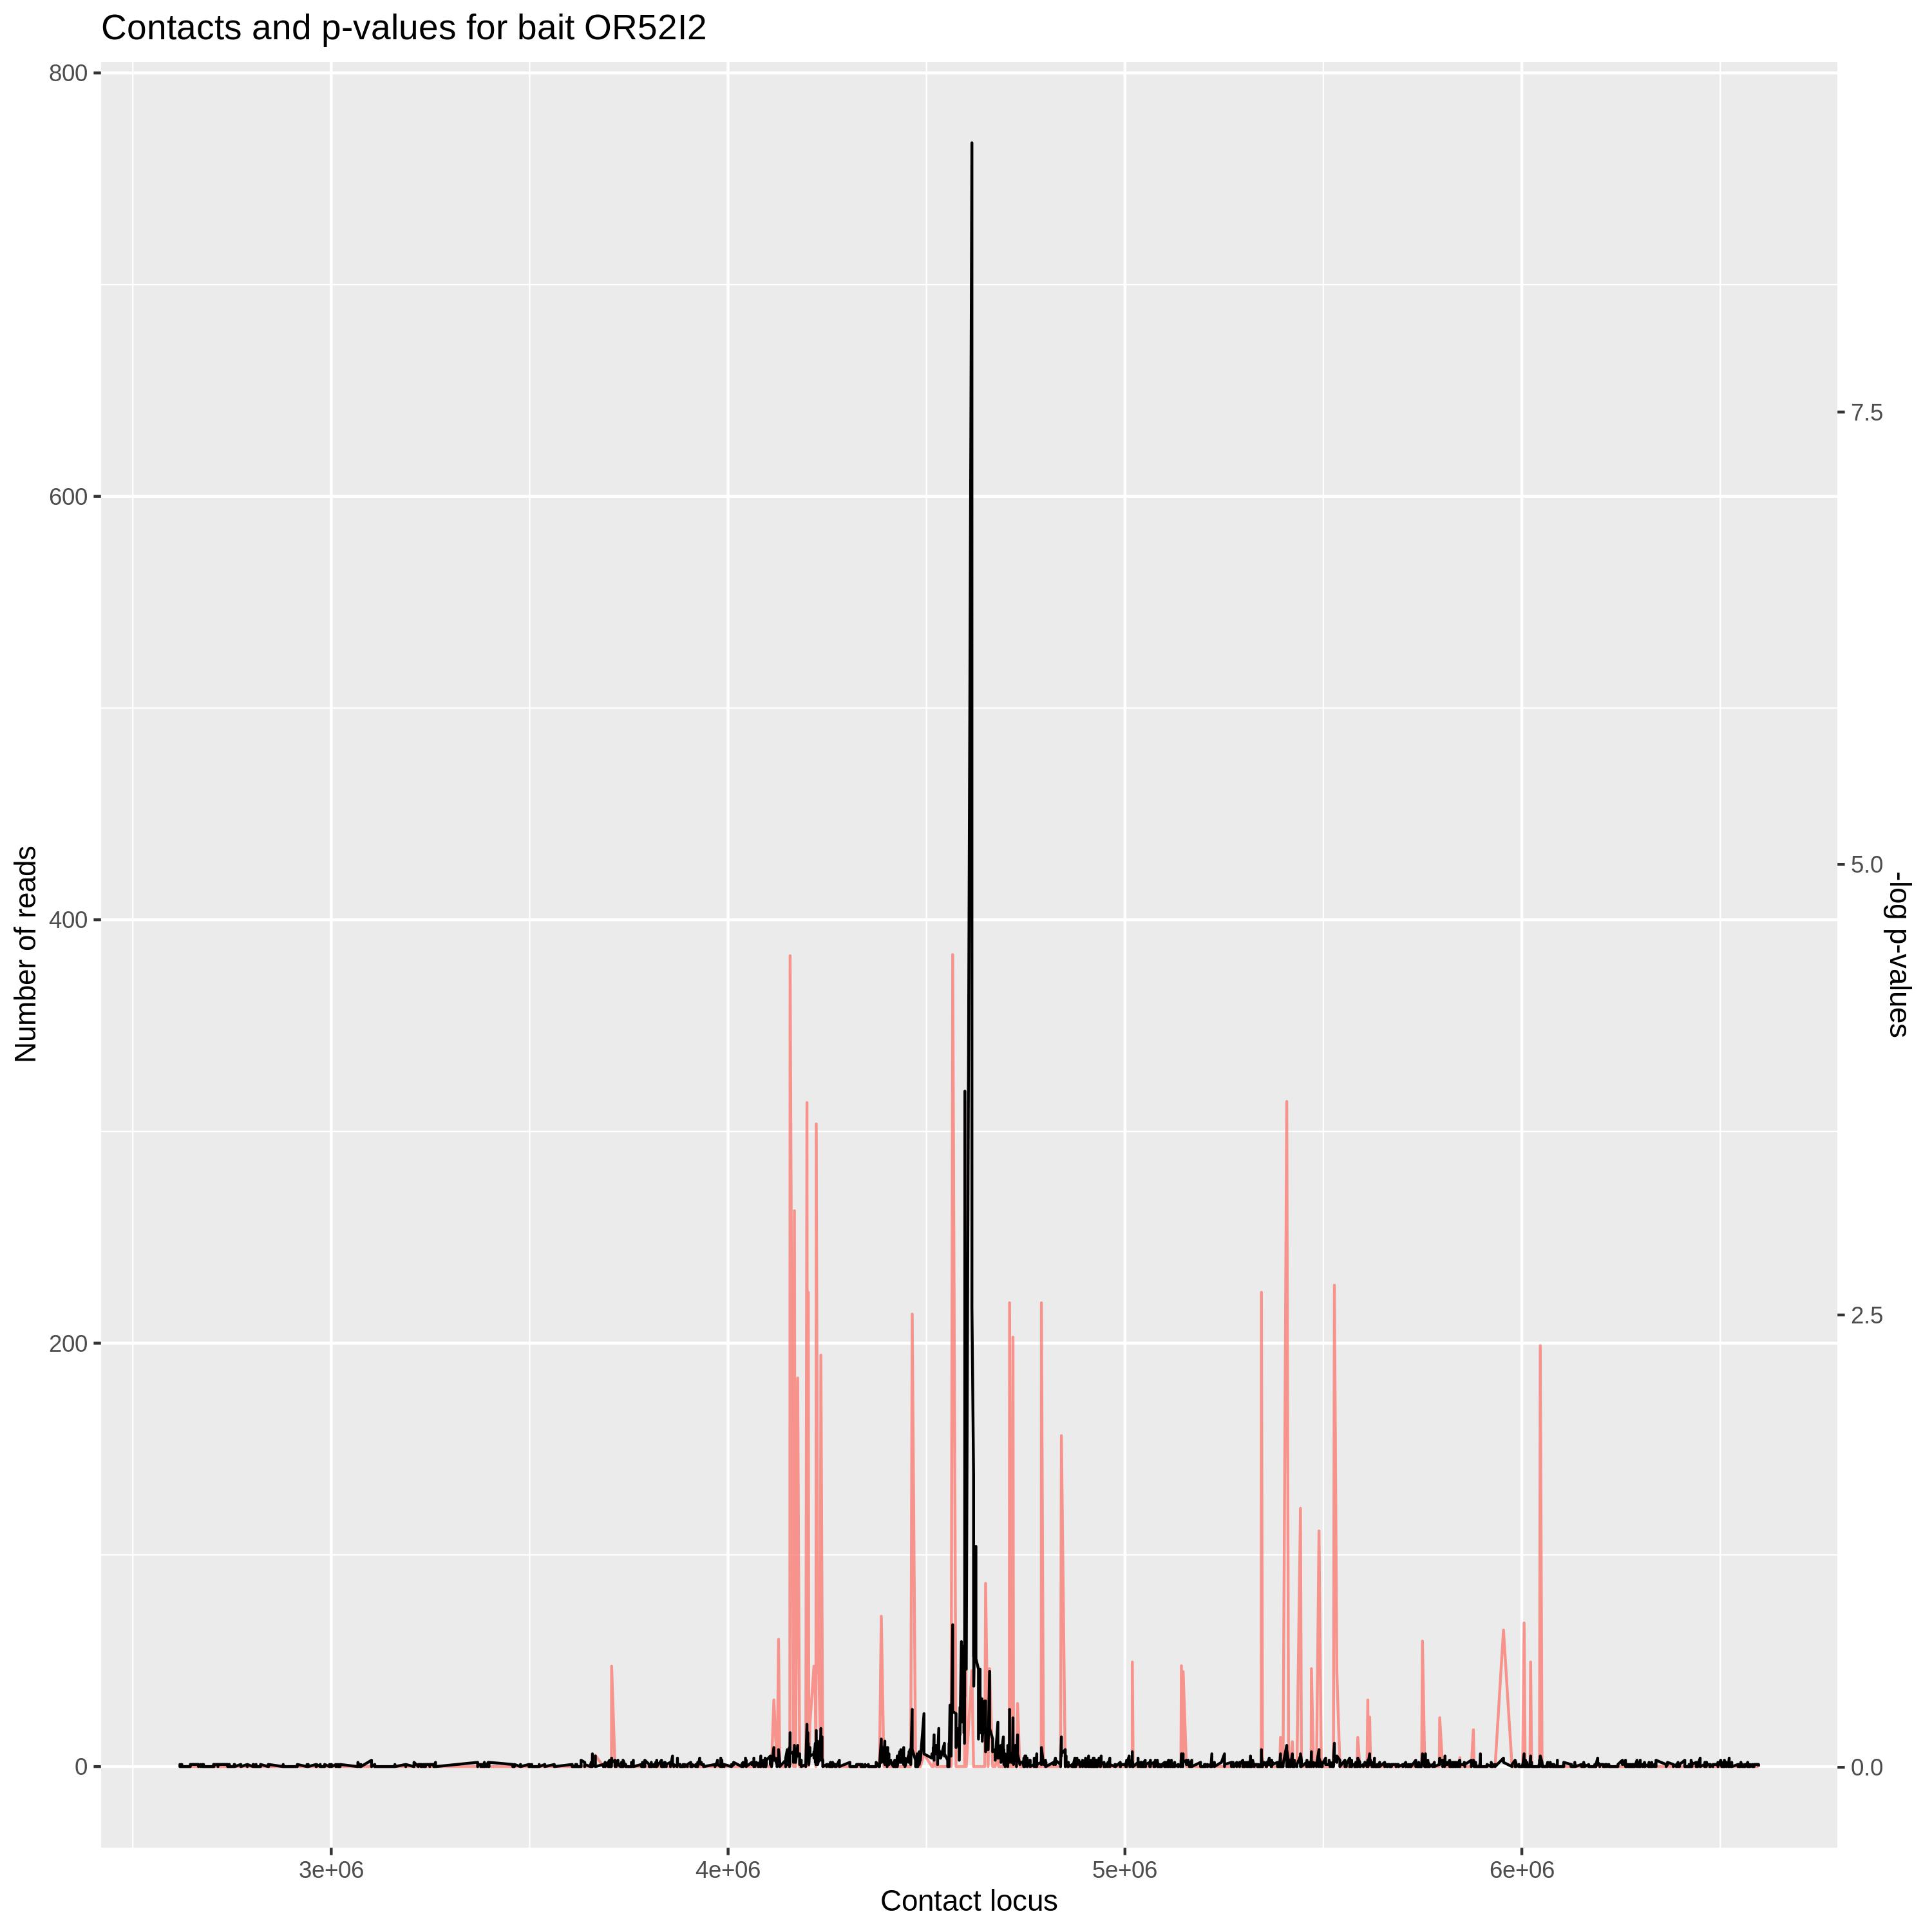 Contacts and p-values for bait OR52I2
800
600
400
200
0
Number of reads
7.5
5.0
2.5
0.0
-log p-values
3e+06
4e+06
5e+06
6e+06
Contact locus